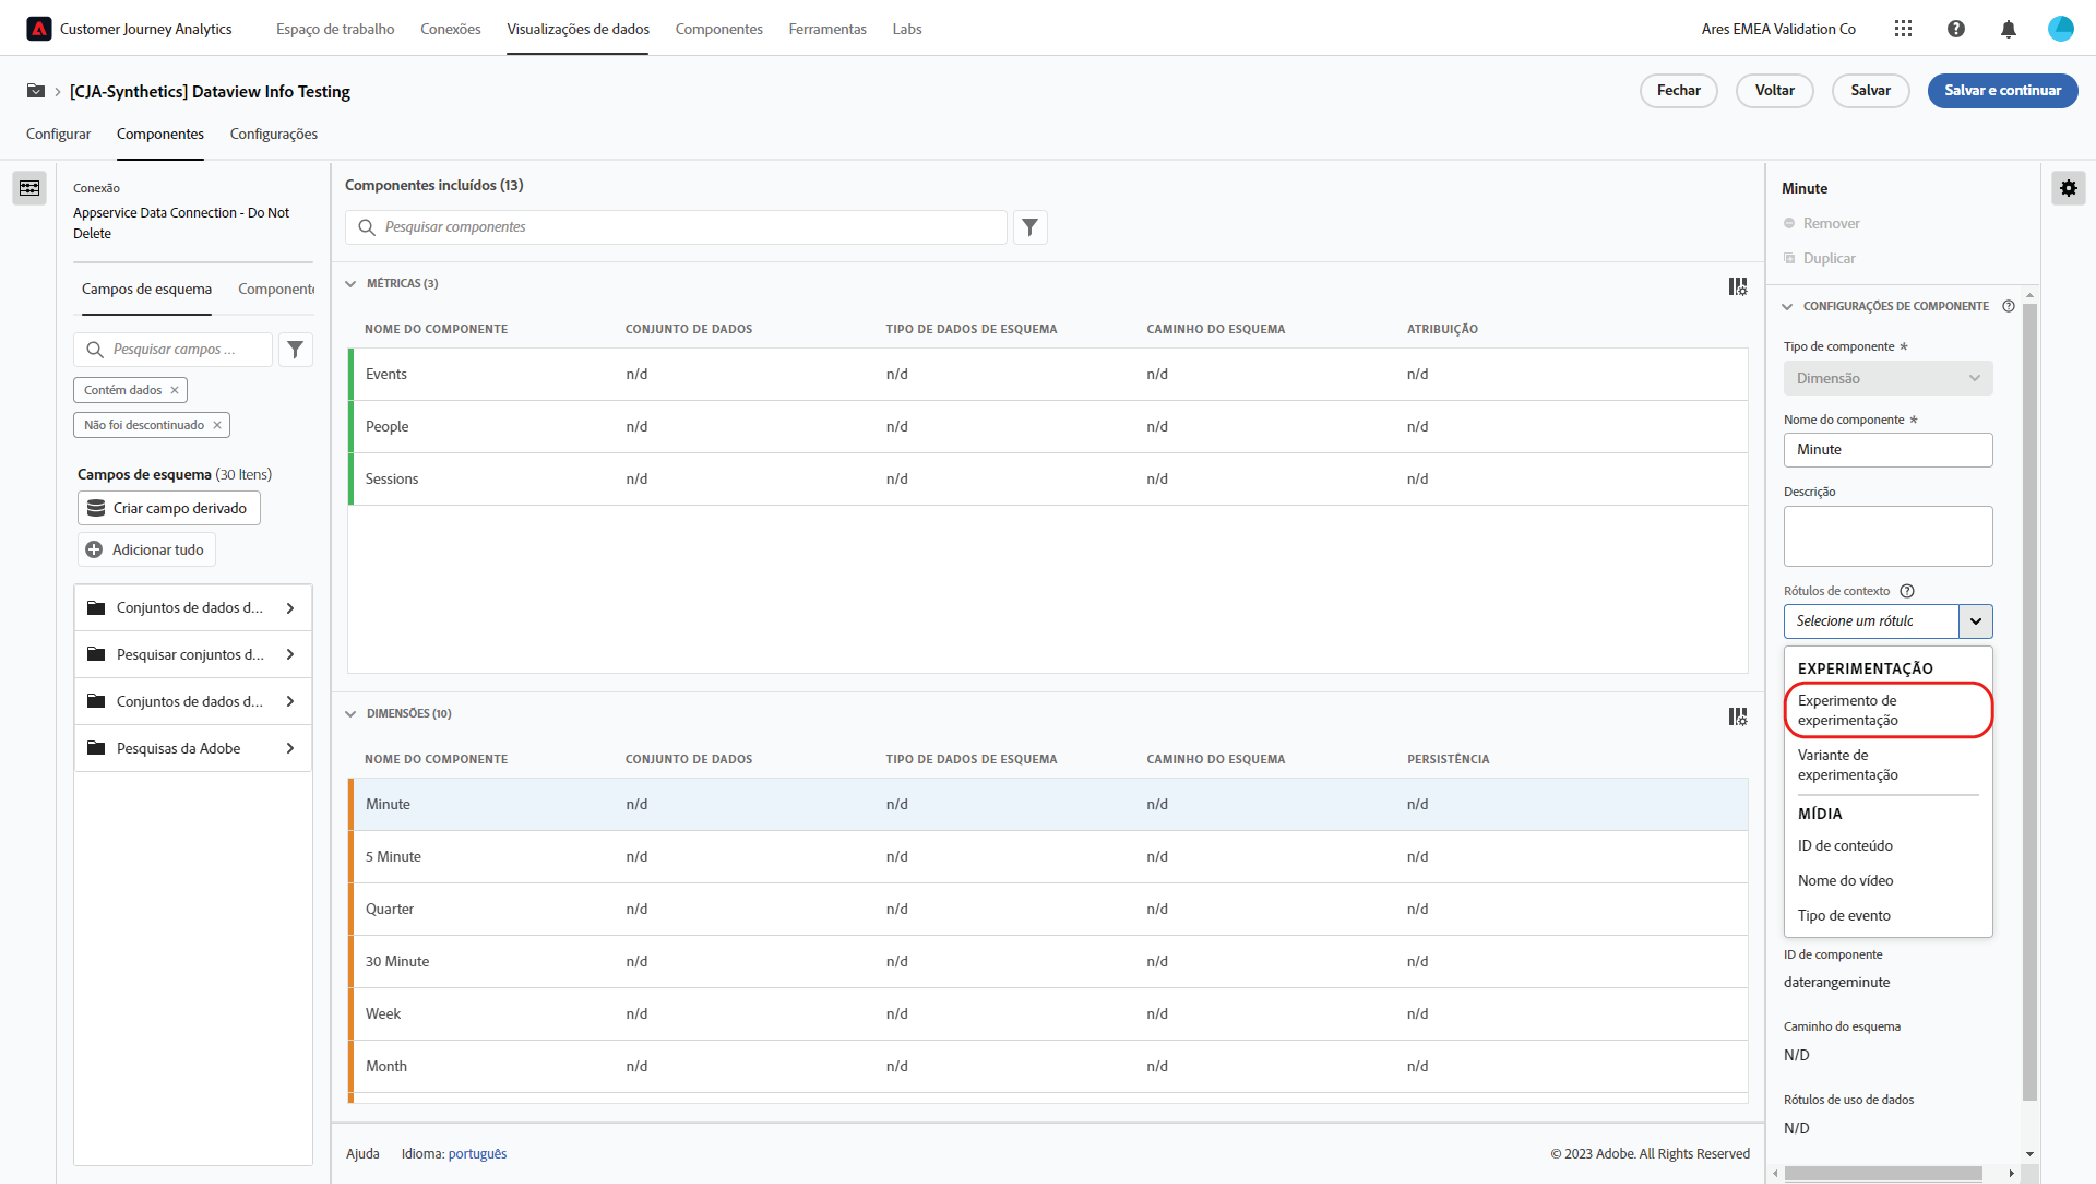 Customer Journey Analytics
Espaço de trabalho
Conexões
Visualizações de dados
Componentes
Ferramentas
Labs
Ares EMEA Validation Co
[CJA-Synthetics] Dataview Info Testing
Fechar
Voltar
Salvar
Salvar e continuar
Configurar
Componentes
Configurações
Conexão
Appservice Data Connection - Do Not
Delete
Campos de esquema
Component
Pesquisar campos ...
Contém dados
Não foi descontinuado
Campos de esquema (30 Itens)
Criar campo derivado
Adicionar tudo
Conjuntos de dados d...
Pesquisar conjuntos d...
Conjuntos de dados d...
Pesquisas da Adobe
Componentes incluídos (13)
Pesquisar componentes
MÉTRICAS (3)
NOME DO COMPONENTE CONJUNTO DE DADOS TIPO DE DADOS DE ESQUEMA CAMINHO DO ESQUEMA ATRIBUIÇÃO
Events n/d n/d n/d n/d
People n/d n/d n/d n/d
Sessions n/d n/d n/d n/d
DIMENSÕES (10)
NOME DO COMPONENTE CONJUNTO DE DADOS TIPO DE DADOS DE ESQUEMA CAMINHO DO ESQUEMA PERSISTÊNCIA
Minute n/d n/d n/d n/d
5 Minute n/d n/d n/d n/d
Quarter n/d n/d n/d n/d
30 Minute n/d n/d n/d n/d
Week n/d n/d n/d n/d
Month n/d n/d n/d n/d
Ajuda
Idioma: português
© 2023 Adobe. All Rights Reserved
Minute
Remover
Duplicar
CONFIGURAÇÕES DE COMPONENTE
Tipo de componente *
Dimensão
Nome do componente *
Minute
Descrição
Rótulos de contexto
Selecione um rótulo
EXPERIMENTAÇÃO
Experimento de
experimentação
Variante de
experimentação
MÍDIA
ID de conteúdo
Nome do vídeo
Tipo de evento
ID de componente
daterangeminute
Caminho do esquema
N/D
Rótulos de uso de dados
N/D